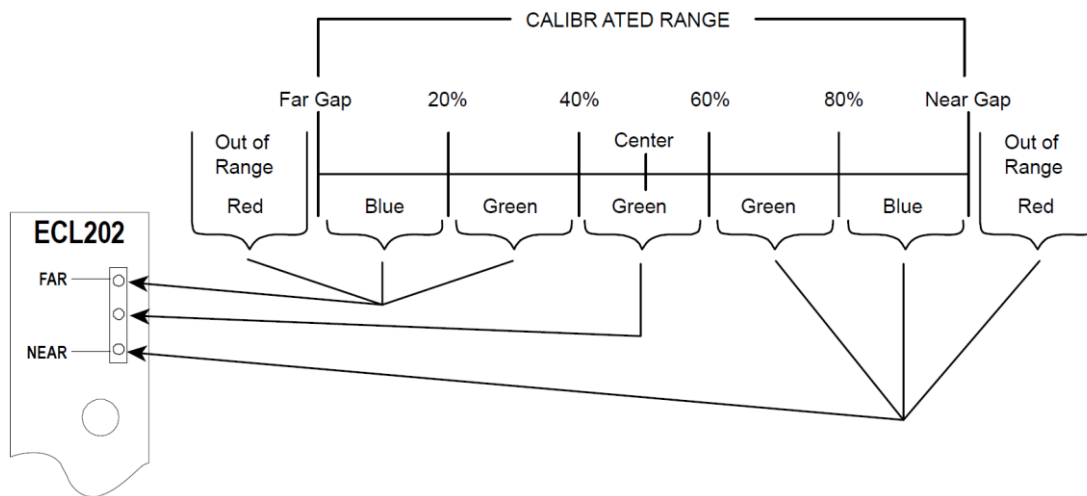 CALIBR ATED RANGE
Far Gap 20% 40% 60% 80% Near Gap
Out of Range
Center
Out of Range
Red Blue Green Green Green Blue Red
ECL202
FAR
NEAR